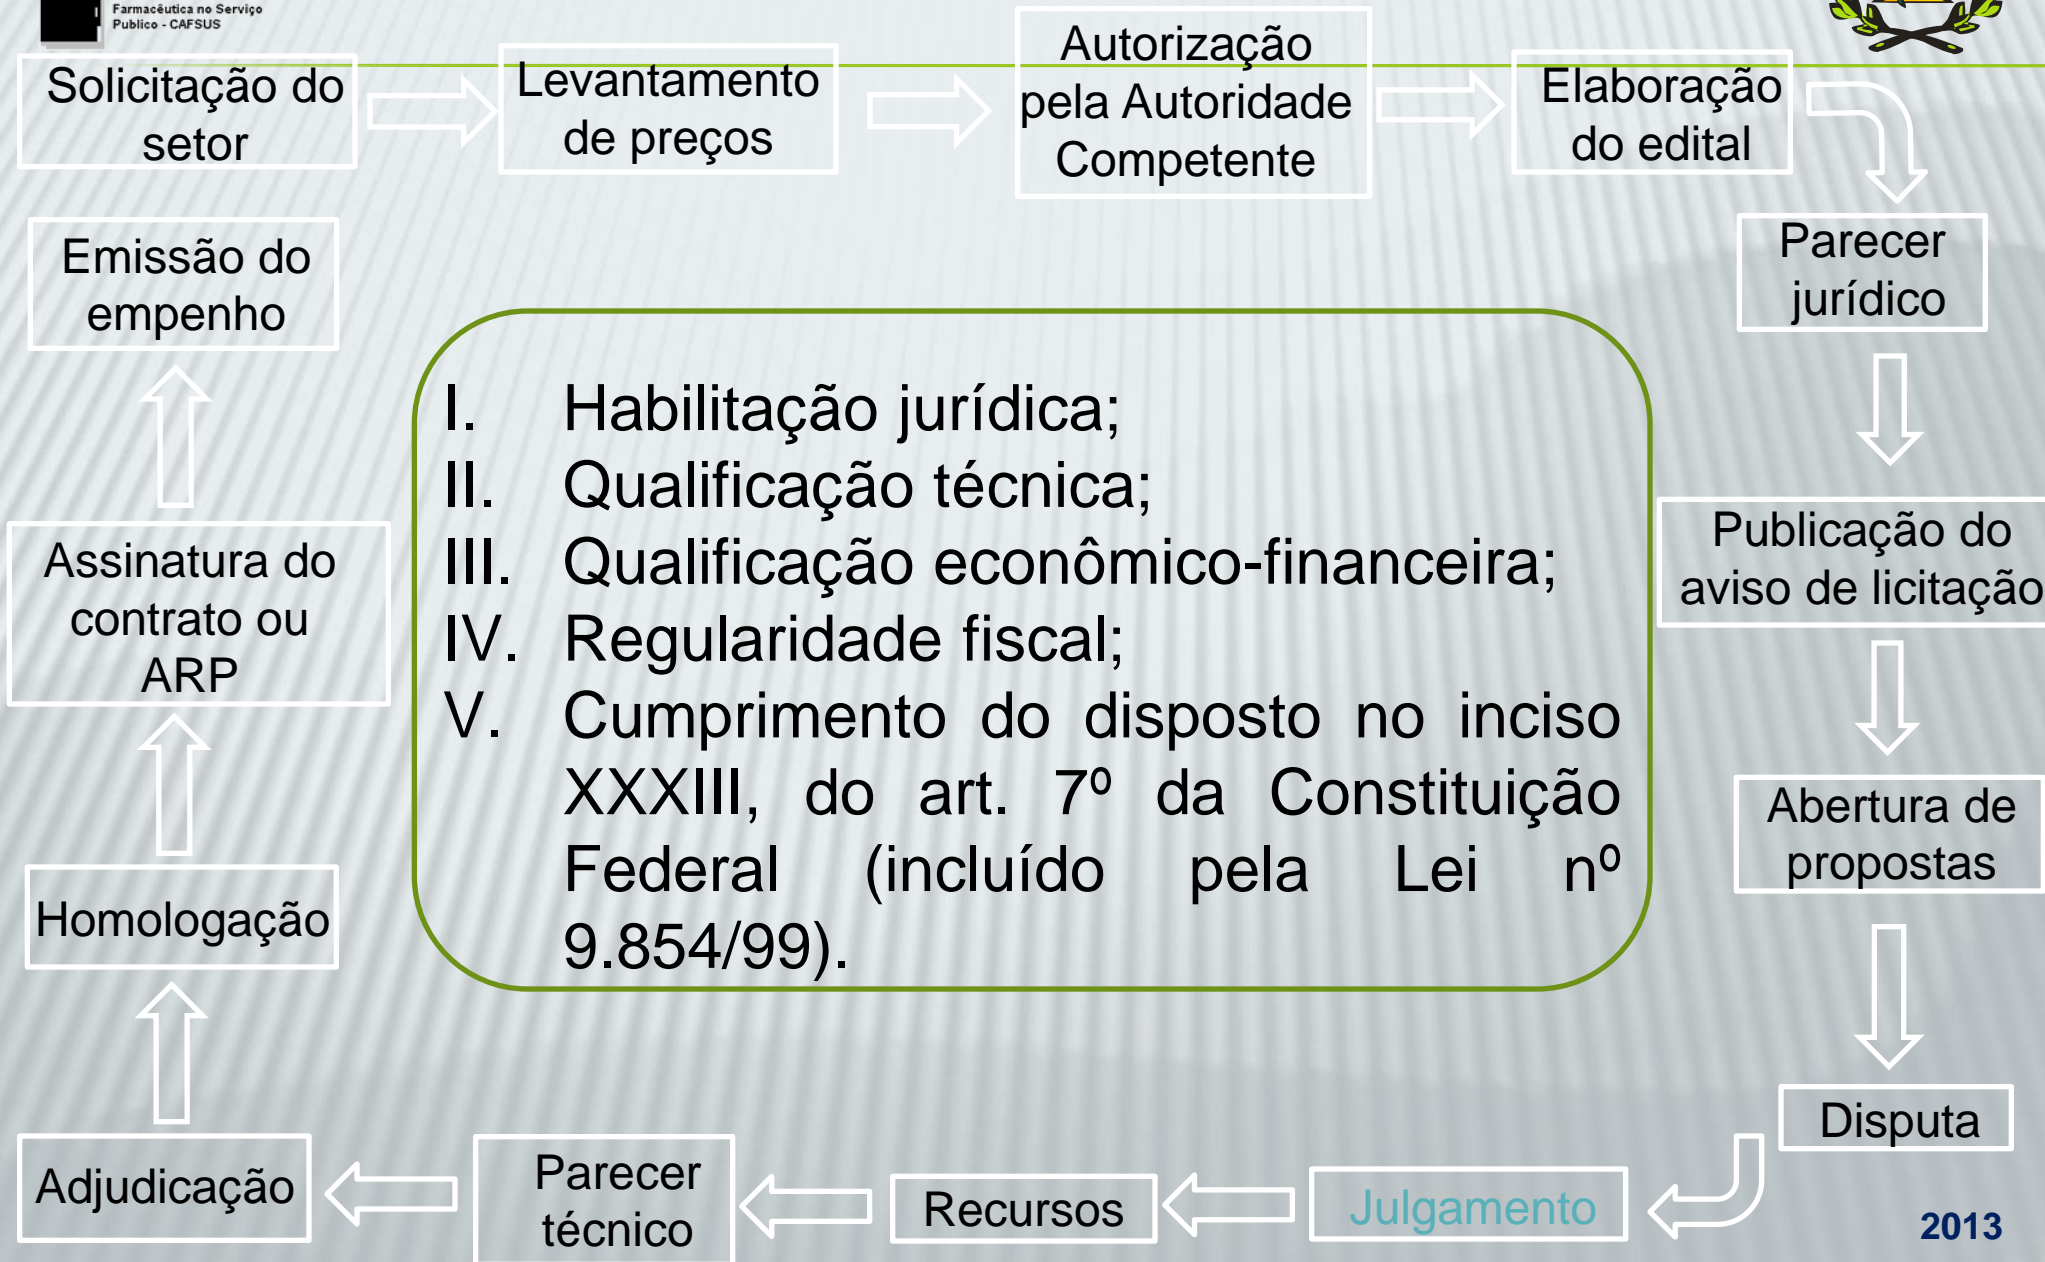 Farmacêutica no Serviço
Publico - CAFSUS
Solicitação do
setor
Levantamento
de preços
Autorização
pela Autoridade
Competente
Elaboração
do edital
Parecer
jurídico
Publicação do
aviso de licitação
Abertura de
propostas
Disputa
Julgamento
Recursos
Parecer
técnico
Adjudicação
Homologação
Assinatura do
contrato ou
ARP
Emissão do
empenho
I. Habilitação jurídica;
II. Qualificação técnica;
III. Qualificação econômico-financeira;
IV. Regularidade fiscal;
V. Cumprimento do disposto no inciso
XXXIII, do art. 7º da Constituição
Federal (incluído pela Lei nº
9.854/99).
2013